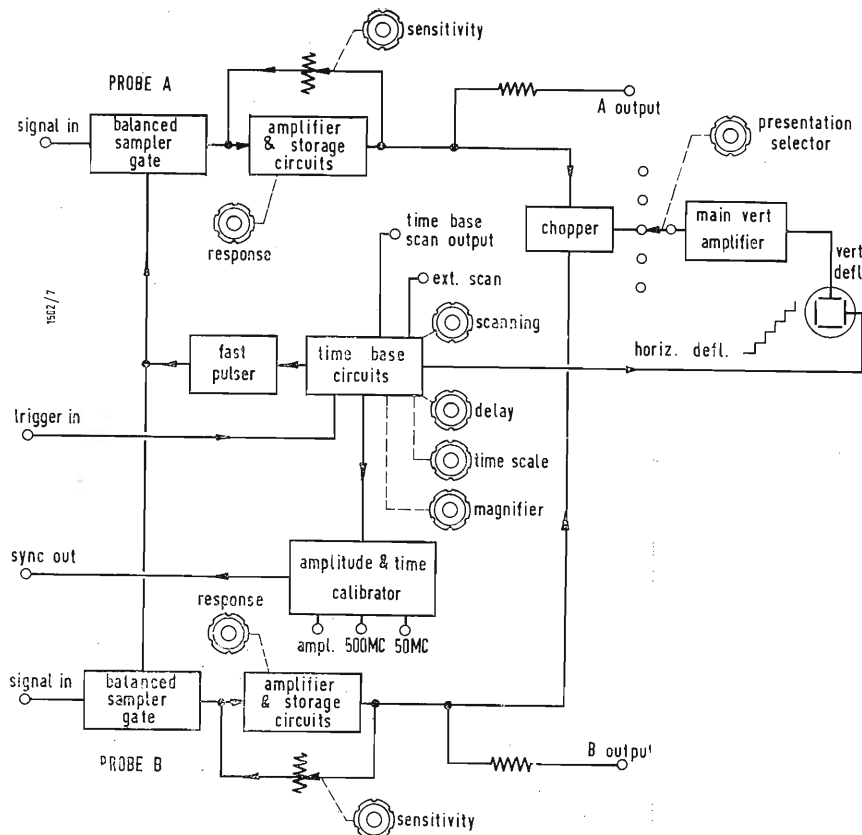 sensitivity
PROBE A
signal in
balanced
sampler
gate
amplifier
& storage
circuits
A output
presentation
selector
response
time base
scan output
chopper
main vert
amplifier
vert
defl
ext. scan
1502/7
scanning
horiz. defl.
fast
pulser
time base
circuits
trigger in
delay
time scale
magnifier
sync out
amplitude & time
calibrator
response
ampl. 500MC 50MC
signal in
balanced
sampler
gate
amplifier
& storage
circuits
PROBE B
B output
sensitivity